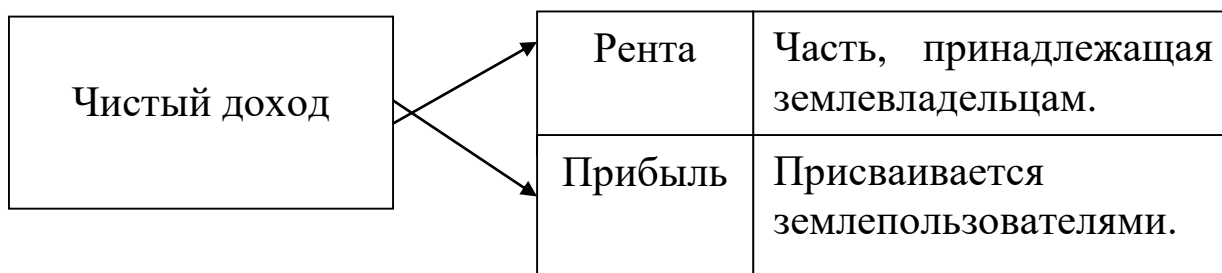 Чистый доход
Рента
Часть, принадлежащая
землевладельцам.
Прибыль
Присваивается
землепользователями.